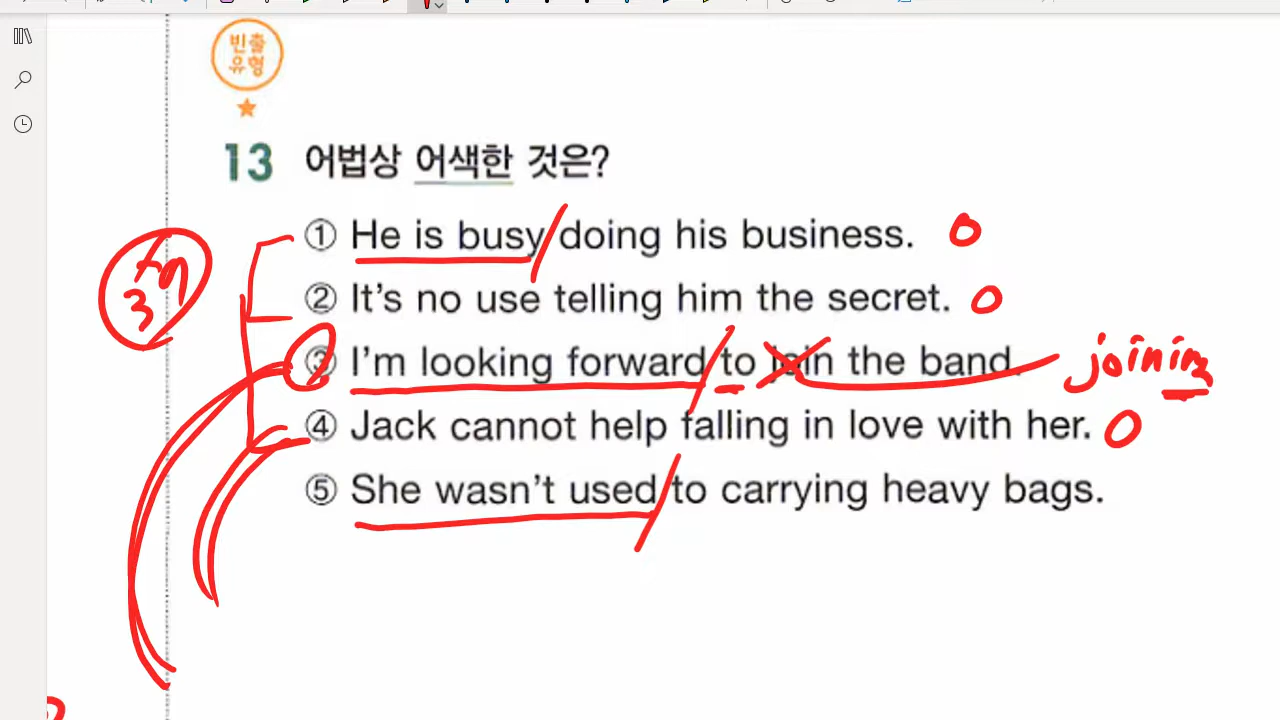 빈출
유형
13 어법상 어색한 것은?
① He is busy doing his business. O
② It's no use telling him the secret. O
③ I'm looking forward to join the band. joining
④ Jack cannot help falling in love with her. O
⑤ She wasn't used to carrying heavy bags.